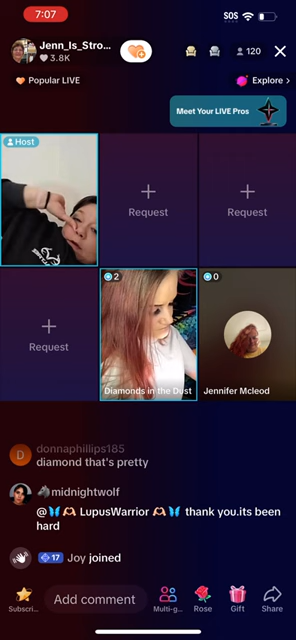 7:07
SOS
Jenn_Is_Stro...
3.8K
120
Popular LIVE
Explore >
Meet Your LIVE Pros
Host
Request
Request
Request
2
Diamonds in the Dust
0
Jennifer Mcleod
D
donnaphillips185
diamond that's pretty
🐴midnightwolf
@🦋🫶🏼 LupusWarrior 🫶🏼🦋 thank you.its been
hard
17 Joy joined
Add comment
Subscri...
Multi-g...
Rose
Gift
Share